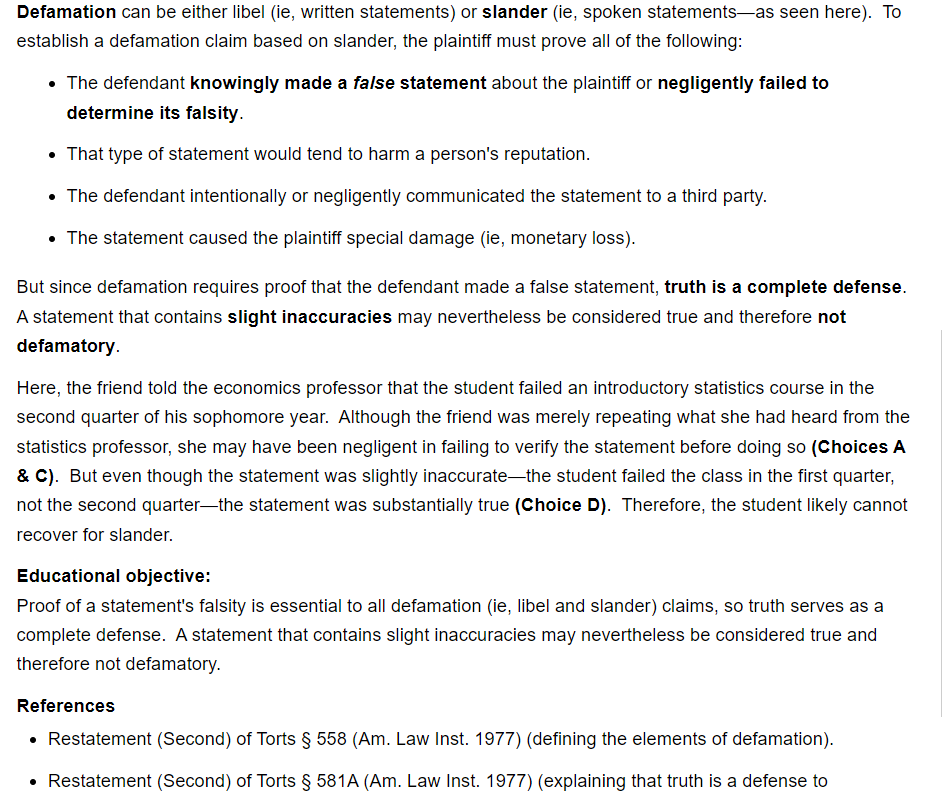 Defamation can be either libel (ie, written statements) or slander (ie, spoken statements—as seen here).  To
establish a defamation claim based on slander, the plaintiff must prove all of the following:
• The defendant knowingly made a false statement about the plaintiff or negligently failed to
determine its falsity.
• That type of statement would tend to harm a person's reputation.
• The defendant intentionally or negligently communicated the statement to a third party.
• The statement caused the plaintiff special damage (ie, monetary loss).
But since defamation requires proof that the defendant made a false statement, truth is a complete defense.
A statement that contains slight inaccuracies may nevertheless be considered true and therefore not
defamatory.
Here, the friend told the economics professor that the student failed an introductory statistics course in the
second quarter of his sophomore year.  Although the friend was merely repeating what she had heard from the
statistics professor, she may have been negligent in failing to verify the statement before doing so (Choices A
& C).  But even though the statement was slightly inaccurate—the student failed the class in the first quarter,
not the second quarter—the statement was substantially true (Choice D).  Therefore, the student likely cannot
recover for slander.
Educational objective:
Proof of a statement's falsity is essential to all defamation (ie, libel and slander) claims, so truth serves as a
complete defense.  A statement that contains slight inaccuracies may nevertheless be considered true and
therefore not defamatory.
References
• Restatement (Second) of Torts § 558 (Am. Law Inst. 1977) (defining the elements of defamation).
• Restatement (Second) of Torts § 581A (Am. Law Inst. 1977) (explaining that truth is a defense to